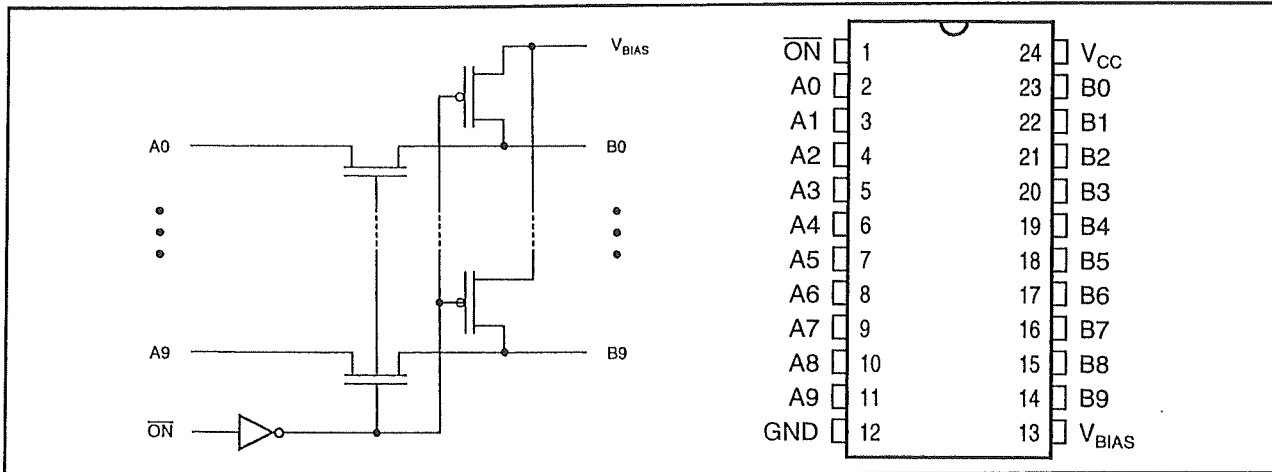 V_BIAS
A0
B0
A9
B9
O̅N̅
O̅N̅ 1 24 V_CC
A0 2 23 B0
A1 3 22 B1
A2 4 21 B2
A3 5 20 B3
A4 6 19 B4
A5 7 18 B5
A6 8 17 B6
A7 9 16 B7
A8 10 15 B8
A9 11 14 B9
GND 12 13 V_BIAS